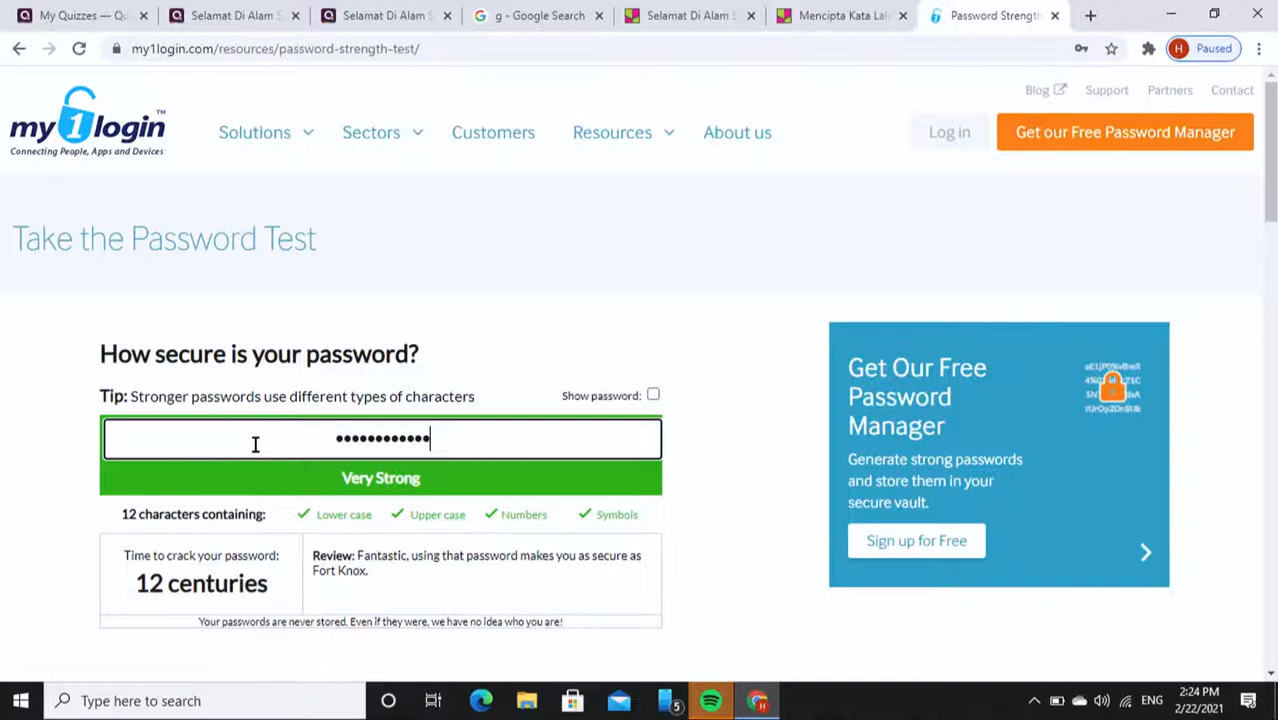 My Quizzes – Qu
Selamat Di Alam S
Selamat Di Alam S
g - Google Search
Selamat Di Alam S
Mencipta Kata Lal
Password Strength
my1login.com/resources/password-strength-test/
H Paused
Blog Support Partners Contact
my1login™
Connecting People, Apps and Devices
Solutions Sectors Customers Resources About us
Log in
Get our Free Password Manager
Take the Password Test
How secure is your password?
Tip: Stronger passwords use different types of characters
Show password:
••••••••••••
Very Strong
12 characters containing: Lower case Upper case Numbers Symbols
Time to crack your password:
12 centuries
Review: Fantastic, using that password makes you as secure as
Fort Knox.
Your passwords are never stored. Even if they were, we have no idea who you are!
Get Our Free
Password
Manager
Generate strong passwords
and store them in your
secure vault.
Sign up for Free
Type here to search
5
H
ENG
2:24 PM
2/22/2021